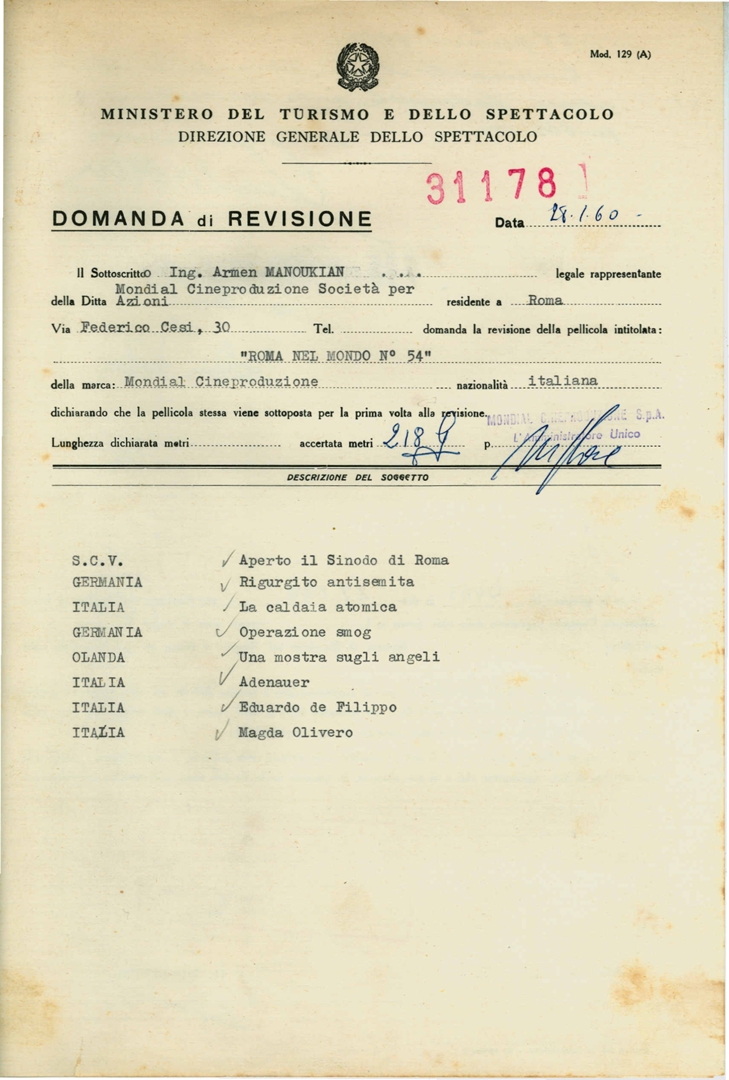 Mod. 129 (A)
MINISTERO DEL TURISMO E DELLO SPETTACOLO
DIREZIONE GENERALE DELLO SPETTACOLO
31178
DOMANDA di REVISIONE
Data 28.1.60.-
Il Sottoscritto Ing. Armen MANOUKIAN legale rappresentante
Mondial Cineproduzione Società per
della Ditta Azioni residente a Roma
Via Federico Cesi, 30 Tel. domanda la revisione della pellicola intitolata:
"ROMA NEL MONDO N° 54"
della marca: Mondial Cineproduzione nazionalità italiana
dichiarando che la pellicola stessa viene sottoposta per la prima volta alla revisione.
MONDIAL CINEPRODUZIONE S.p.A.
L'Amministratore Unico
Lunghezza dichiarata metri accertata metri 218 p.
DESCRIZIONE DEL SOGGETTO
S.C.V. Aperto il Sinodo di Roma
GERMANIA Rigurgito antisemita
ITALIA La caldaia atomica
GERMANIA Operazione smog
OLANDA Una mostra sugli angeli
ITALIA Adenauer
ITALIA Eduardo de Filippo
ITALIA Magda Olivero